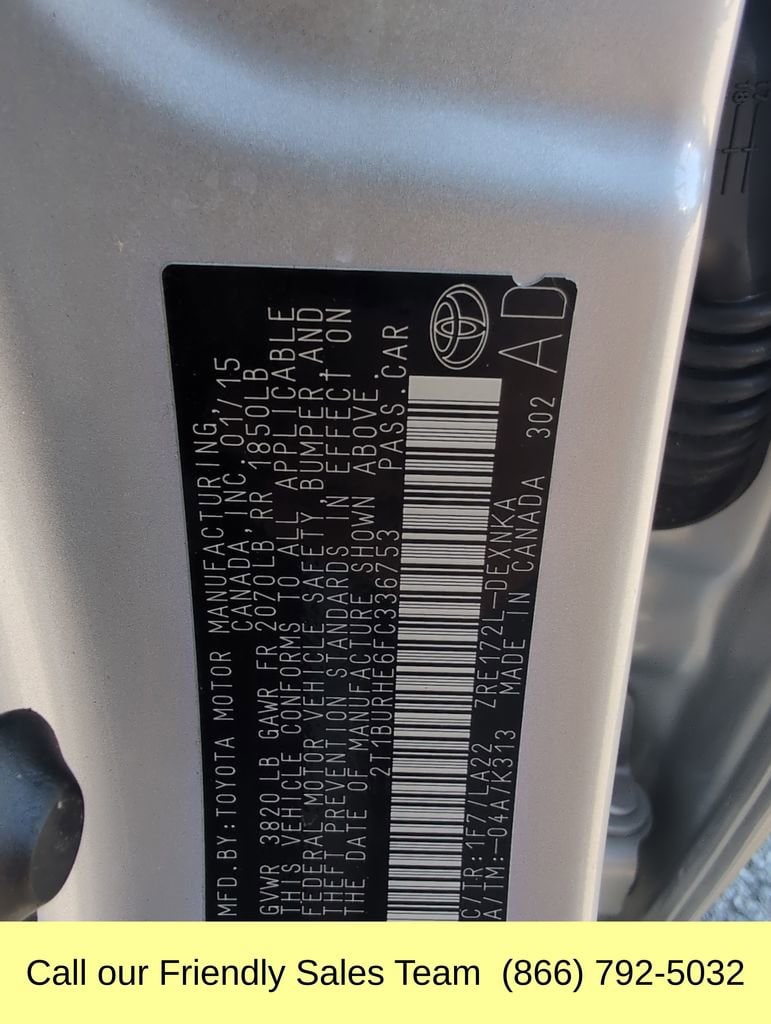 MFD. BY: TOYOTA MOTOR MANUFACTURING,
CANADA, INC. 01/15
GVWR 3820 LB GAWR FR 2070LB, RR 1850LB
THIS VEHICLE CONFORMS TO ALL APPLICABLE
FEDERAL MOTOR VEHICLE SAFETY, BUMPER, AND
THEFT PREVENTION STANDARDS IN EFFECT ON
THE DATE OF MANUFACTURE SHOWN ABOVE.
2T1BURHE6FC336753 PASS. CAR
C/TR: 1F7/LA22 ZRE172L-DEXNKA
A/TM: -04A/K313 MADE IN CANADA 302
AD
Call our Friendly Sales Team (866) 792-5032